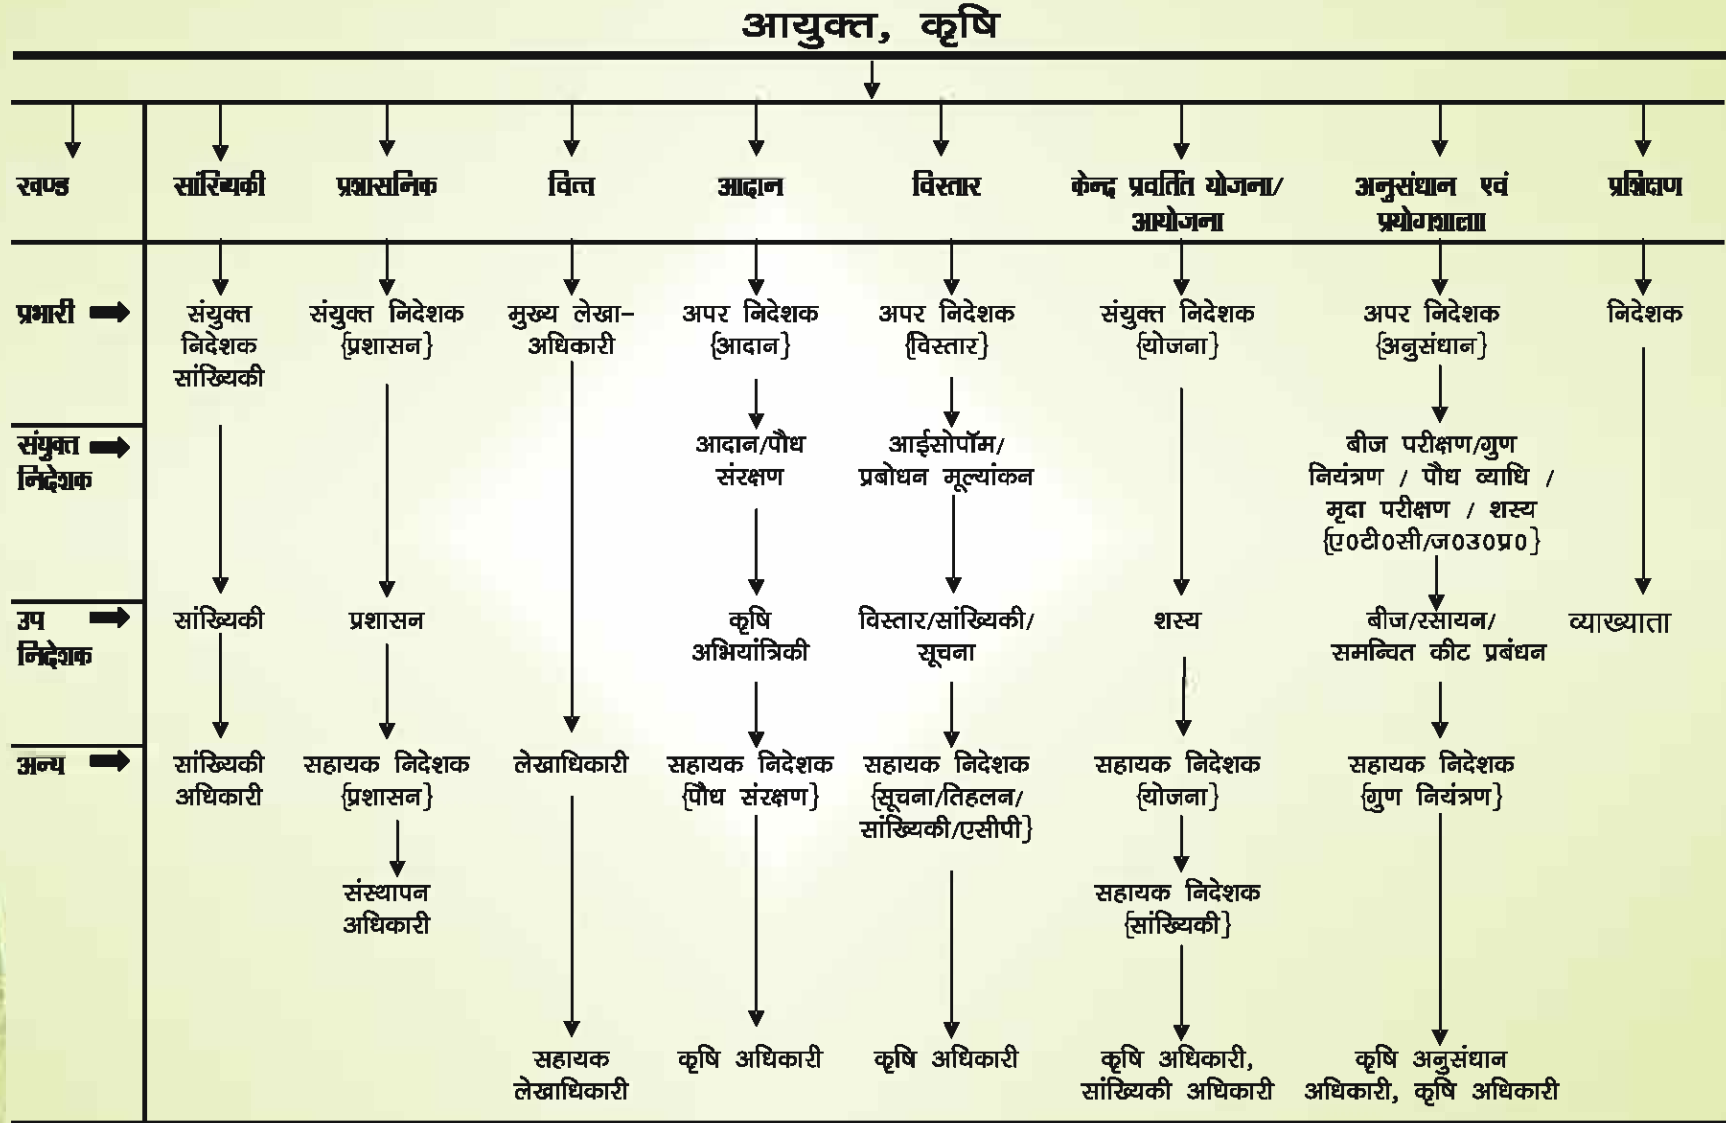 आयुक्त, कृषि
खण्ड सांख्यिकी प्रशासनिक वित्त आदान विस्तार केन्द्र प्रवर्तित योजना/ अनुसंधान एवं प्रशिक्षण
आयोजना प्रयोगशाला
प्रभारी संयुक्त संयुक्त निदेशक मुख्य लेखा- अपर निदेशक अपर निदेशक संयुक्त निदेशक अपर निदेशक निदेशक
निदेशक {प्रशासन} अधिकारी {आदान} {विस्तार} {योजना} {अनुसंधान}
सांख्यिकी
संयुक्त आदान/पौध आईसोपॉम/ बीज परीक्षण/गुण
निदेशक संरक्षण प्रबोधन मूल्यांकन नियंत्रण / पौध व्याधि /
मृदा परीक्षण / शस्य
{ए0टी0सी/ज0उ0प्र0}
उप सांख्यिकी प्रशासन कृषि विस्तार/सांख्यिकी/ शस्य बीज/रसायन/ व्याख्याता
निदेशक अभियांत्रिकी सूचना समन्वित कीट प्रबंधन
अन्य सांख्यिकी सहायक निदेशक लेखाधिकारी सहायक निदेशक सहायक निदेशक सहायक निदेशक सहायक निदेशक
अधिकारी {प्रशासन} {पौध संरक्षण} {सूचना/तिहलन/ {योजना} {गुण नियंत्रण}
सांख्यिकी/एसीपी}
संस्थापन सहायक निदेशक
अधिकारी {सांख्यिकी}
सहायक कृषि अधिकारी कृषि अधिकारी कृषि अधिकारी, कृषि अनुसंधान
लेखाधिकारी सांख्यिकी अधिकारी अधिकारी, कृषि अधिकारी